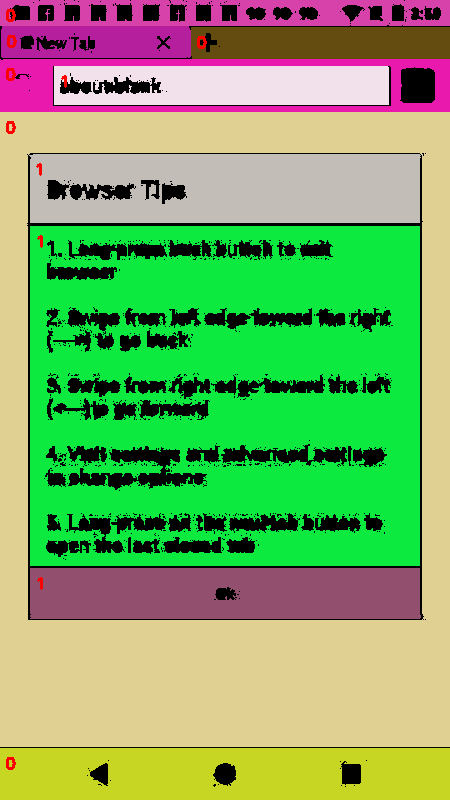 0
0 New Tab 0
0 1 about:blank
0
1
Browser Tips
1
1. Long-press back button to exit
browser
2. Swipe from left edge toward the right
(—>) to go back
3. Swipe from right edge toward the left
(<—)to go forward
4. Visit settings and advanced settings
to change options
5. Long-press on the newtab button to
open the last closed tab
1
0